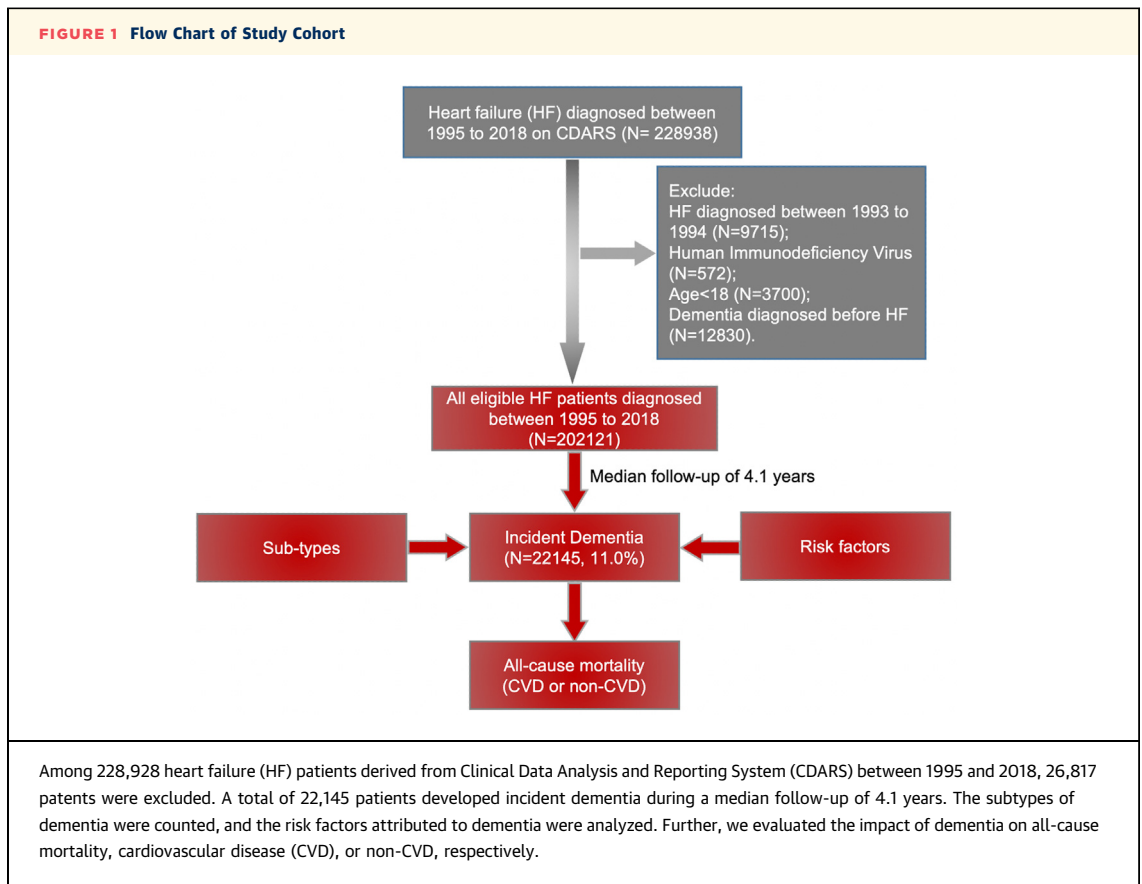 FIGURE 1 Flow Chart of Study Cohort
Heart failure (HF) diagnosed between
1995 to 2018 on CDARS (N= 228938)
Exclude:
HF diagnosed between 1993 to
1994 (N=9715);
Human Immunodeficiency Virus
(N=572);
Age<18 (N=3700);
Dementia diagnosed before HF
(N=12830).
All eligible HF patients diagnosed
between 1995 to 2018
(N=202121)
Median follow-up of 4.1 years
Sub-types
Incident Dementia
(N=22145, 11.0%)
Risk factors
All-cause mortality
(CVD or non-CVD)
Among 228,928 heart failure (HF) patients derived from Clinical Data Analysis and Reporting System (CDARS) between 1995 and 2018, 26,817
patents were excluded. A total of 22,145 patients developed incident dementia during a median follow-up of 4.1 years. The subtypes of
dementia were counted, and the risk factors attributed to dementia were analyzed. Further, we evaluated the impact of dementia on all-cause
mortality, cardiovascular disease (CVD), or non-CVD, respectively.